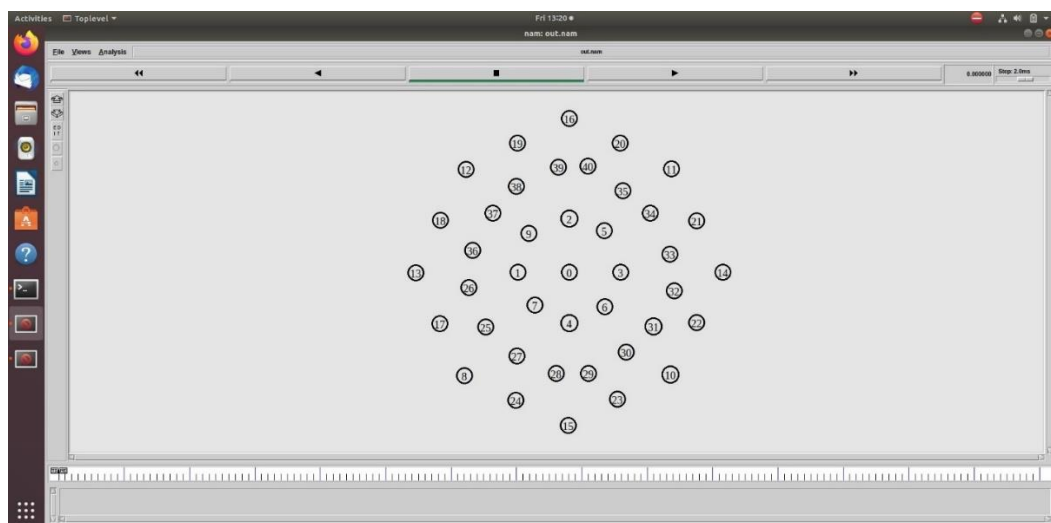 Activities Toplevel Fri 13:20
nam: out.nam
File Views Analysis out.nam
0.000000 Step: 2.0ms
16
19 20
12 39 40 11
38 35
37 34
18 2 21
9 5
36 33
13 1 0 3 14
26 32
7 6
17 25 4 31 22
27 30
8 28 29 10
24 23
15